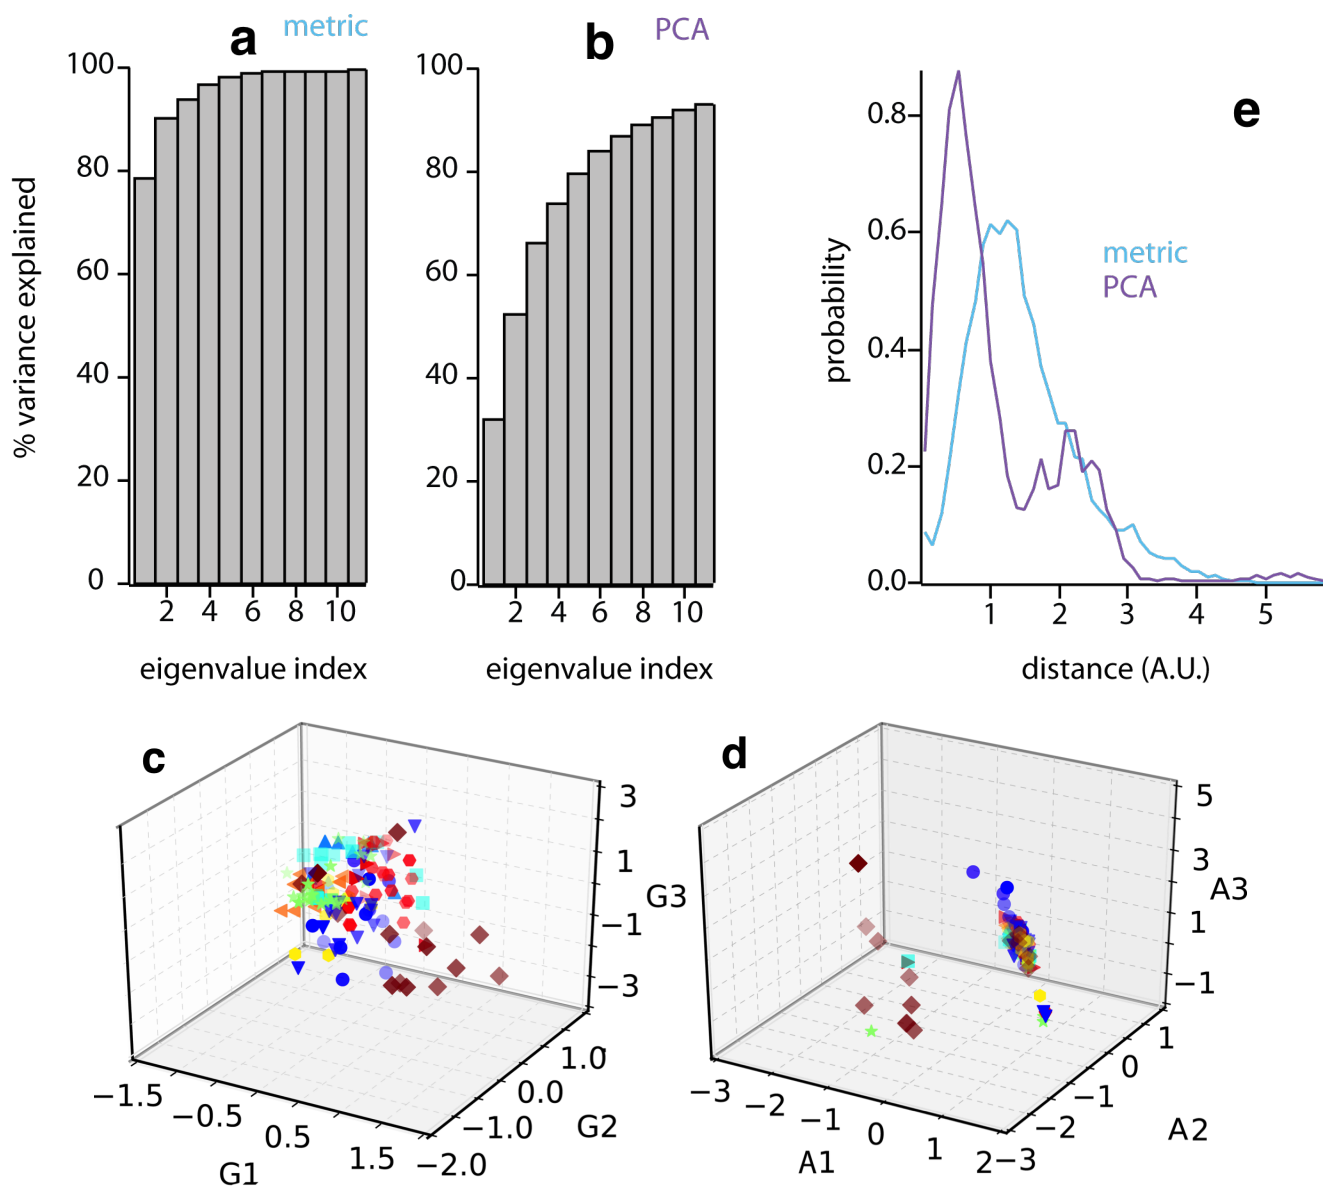 a
metric
% variance explained
100
80
60
40
20
0
2 4 6 8 10
eigenvalue index
b
PCA
100
80
60
40
20
0
2 4 6 8 10
eigenvalue index
e
probability
0.8
0.6
0.4
0.2
0.0
metric
PCA
1 2 3 4 5
distance (A.U.)
c
3
1
−1
−3
G3
−1.5 −0.5 0.5 1.5
G1
−2.0 −1.0 0.0 1.0
G2
d
5
3
1
−1
A3
−3 −2 −1 0 1 2
A1
−3 −2 −1 0 1
A2